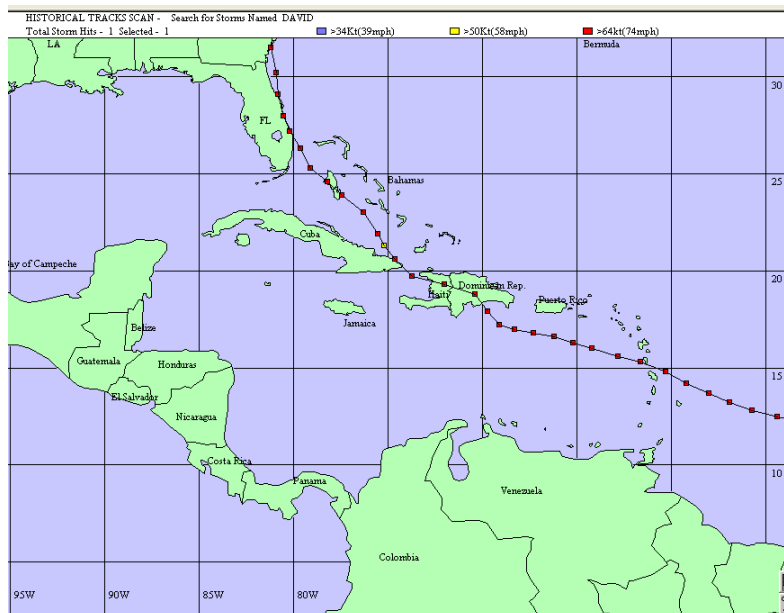 HISTORICAL TRACKS SCAN - Search for Storms Named DAVID
Total Storm Hits - 1 Selected - 1 >34Kt(39mph) >50Kt(58mph) >64kt(74mph)
LA
Bermuda
30
FL
25
Bahamas
Cuba
20
ay of Campeche
Dominican Rep.
Haiti
Puerto Rico
Jamaica
Belize
Guatemala
Honduras
15
El Salvador
Nicaragua
Costa Rica
10
Panama
Venezuela
Colombia
95W 90W 85W 80W